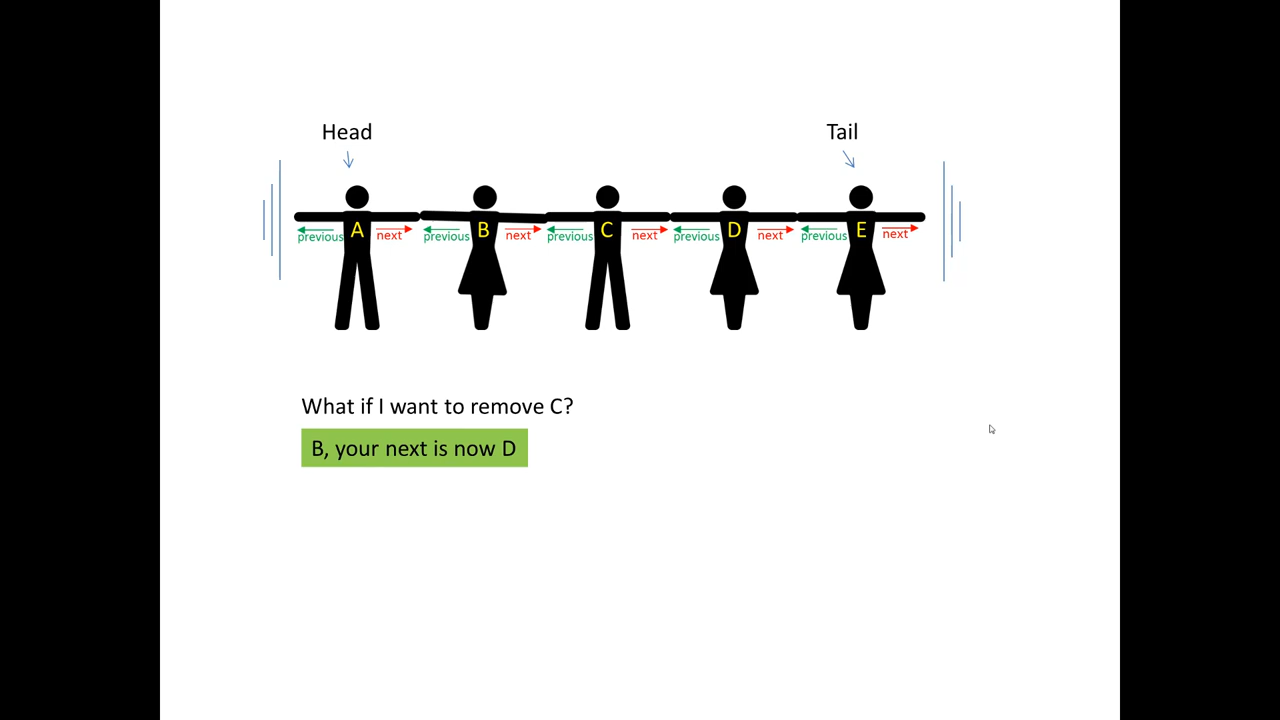 Head Tail
A B C D E
previous next previous next previous next previous next previous next
What if I want to remove C?
B, your next is now D